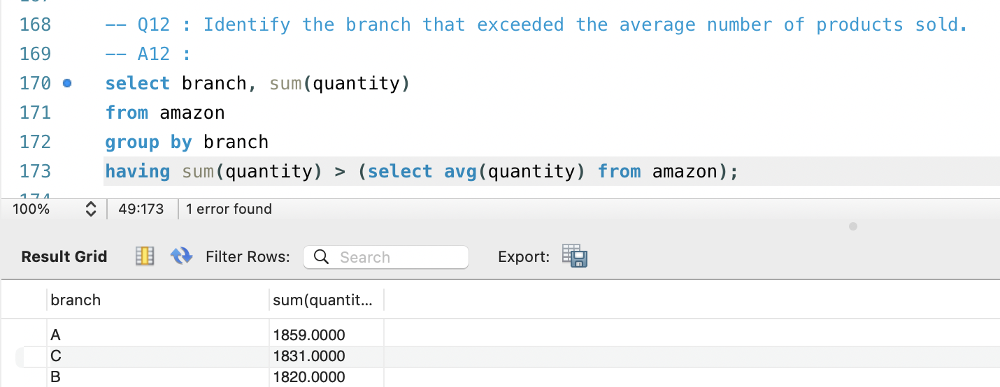 168 -- Q12 : Identify the branch that exceeded the average number of products sold.
169 -- A12 :
170 select branch, sum(quantity)
171 from amazon
172 group by branch
173 having sum(quantity) > (select avg(quantity) from amazon);
100% 49:173 1 error found
Result Grid Filter Rows: Search Export:
branch sum(quantit...
A 1859.0000
C 1831.0000
B 1820.0000